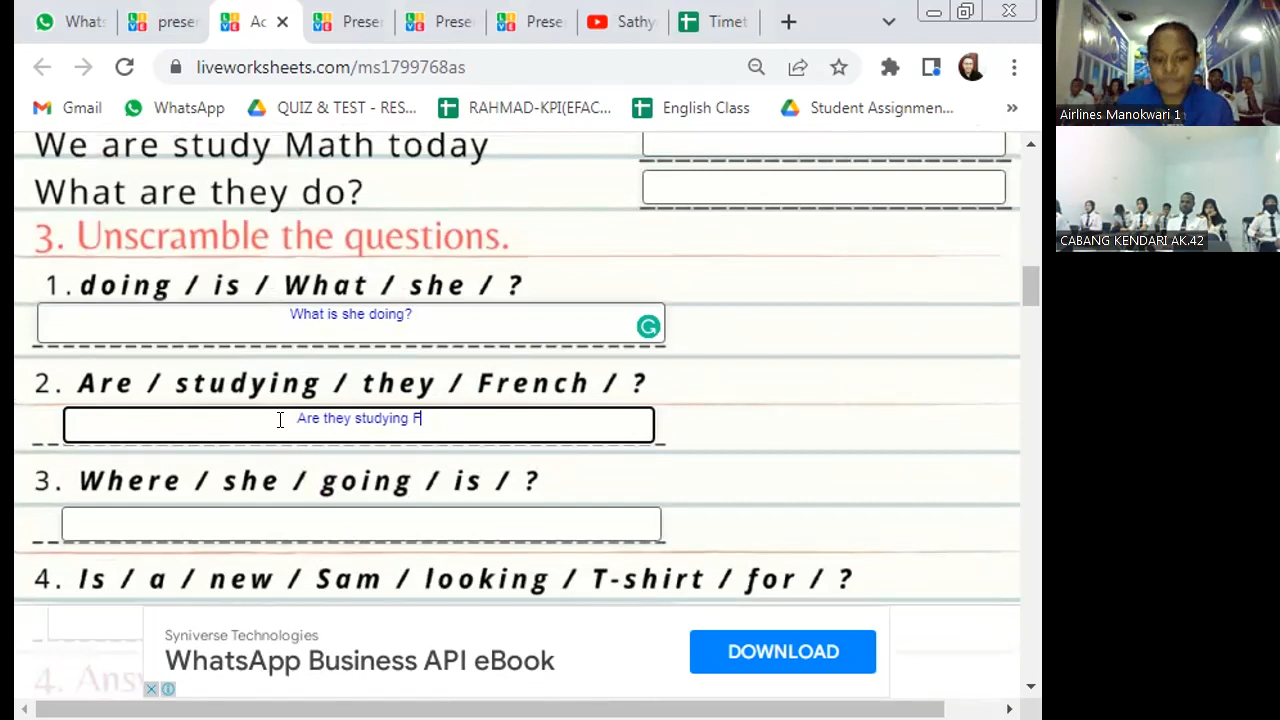 Whats
presen
Ac
Prese
Prese
Prese
Sathy
Timet
liveworksheets.com/ms1799768as
Gmail
WhatsApp
QUIZ & TEST - RES...
RAHMAD-KPI(EFAC...
English Class
Student Assignmen...
We are study Math today
What are they do?
3. Unscramble the questions.
1. doing / is / What / she / ?
What is she doing?
2. Are / studying / they / French / ?
Are they studying F
3. Where / she / going / is / ?
4. Is / a / new / Sam / looking / T-shirt / for / ?
Syniverse Technologies
WhatsApp Business API eBook
DOWNLOAD
4. Ans
Airlines Manokwari 1
CABANG KENDARI AK.42